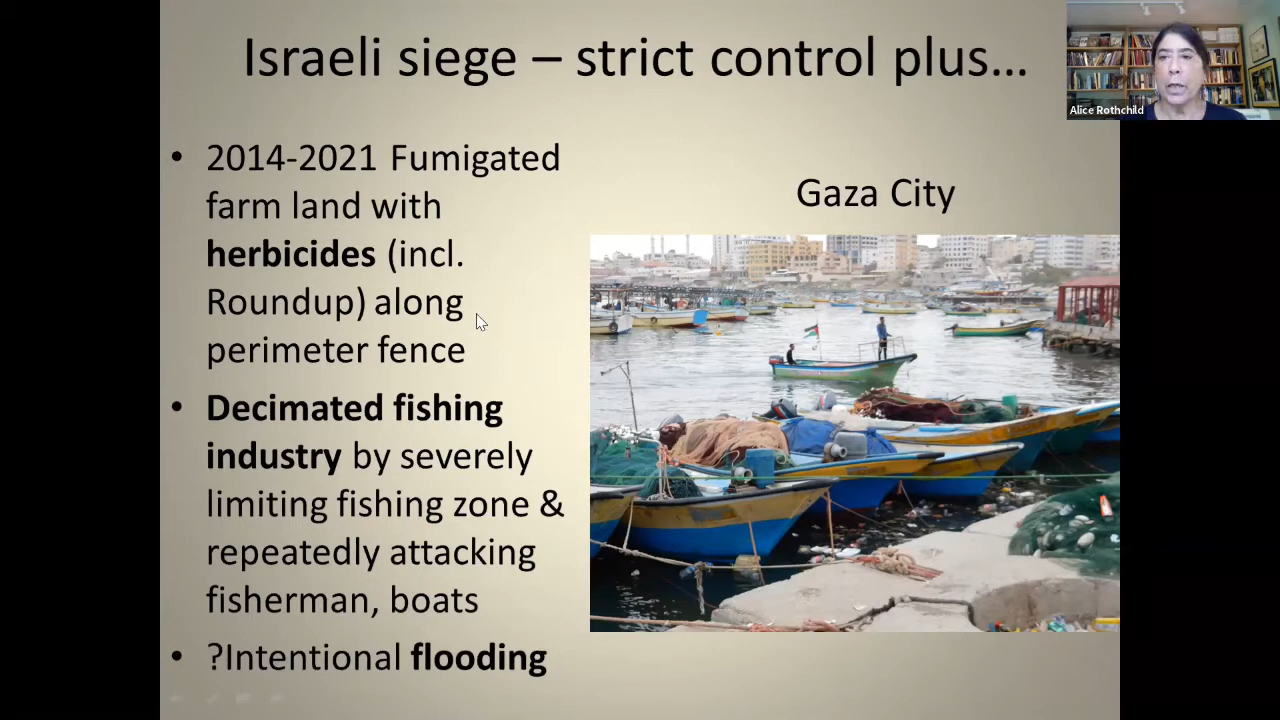 Israeli siege – strict control plus…
Alice Rothchild
• 2014-2021 Fumigated
farm land with
herbicides (incl.
Roundup) along
perimeter fence
• Decimated fishing
industry by severely
limiting fishing zone &
repeatedly attacking
fisherman, boats
• ?Intentional flooding
Gaza City